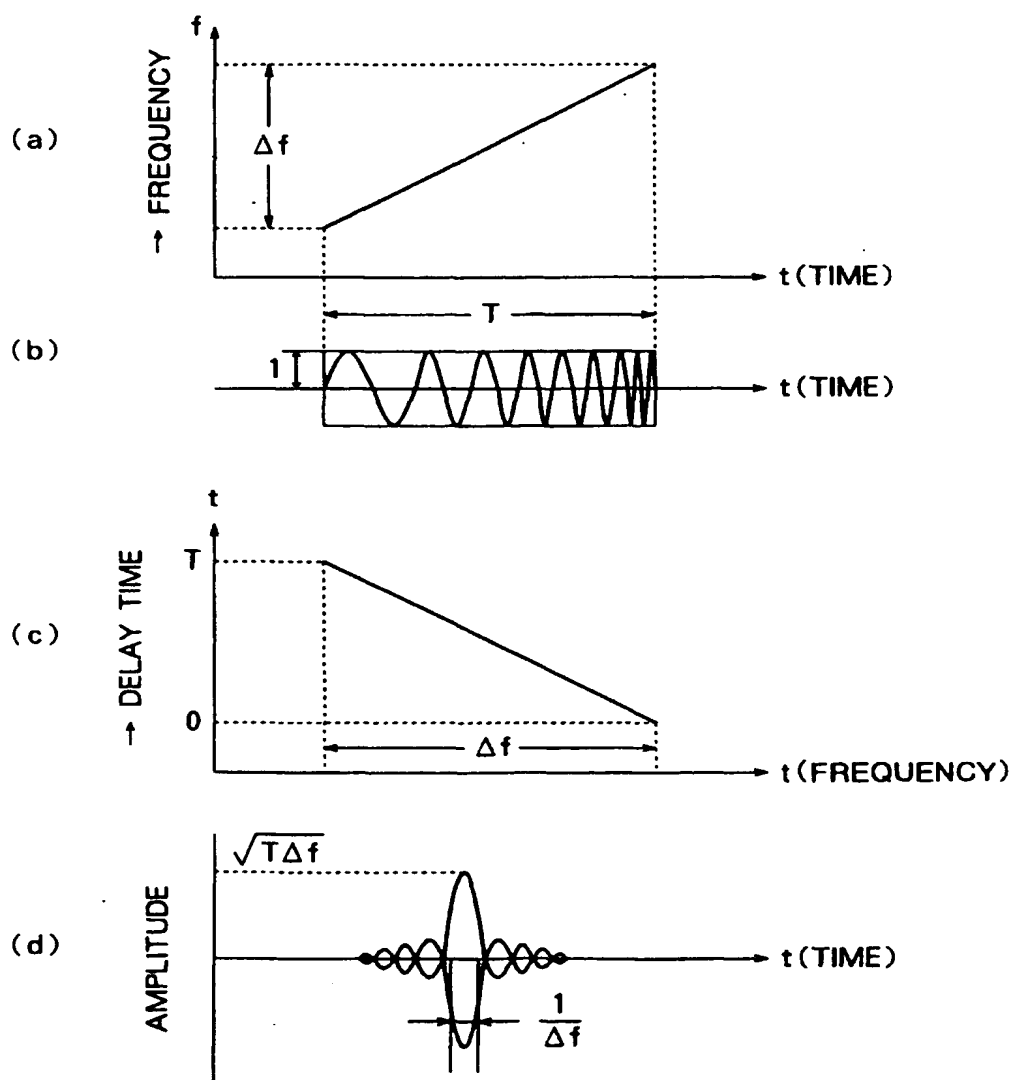 f
(a)
→ FREQUENCY
Δf
t (TIME)
T
(b)
1
t (TIME)
t
(c)
→ DELAY TIME
T
0
Δf
t (FREQUENCY)
(d)
AMPLITUDE
√TΔf
t (TIME)
1
Δf